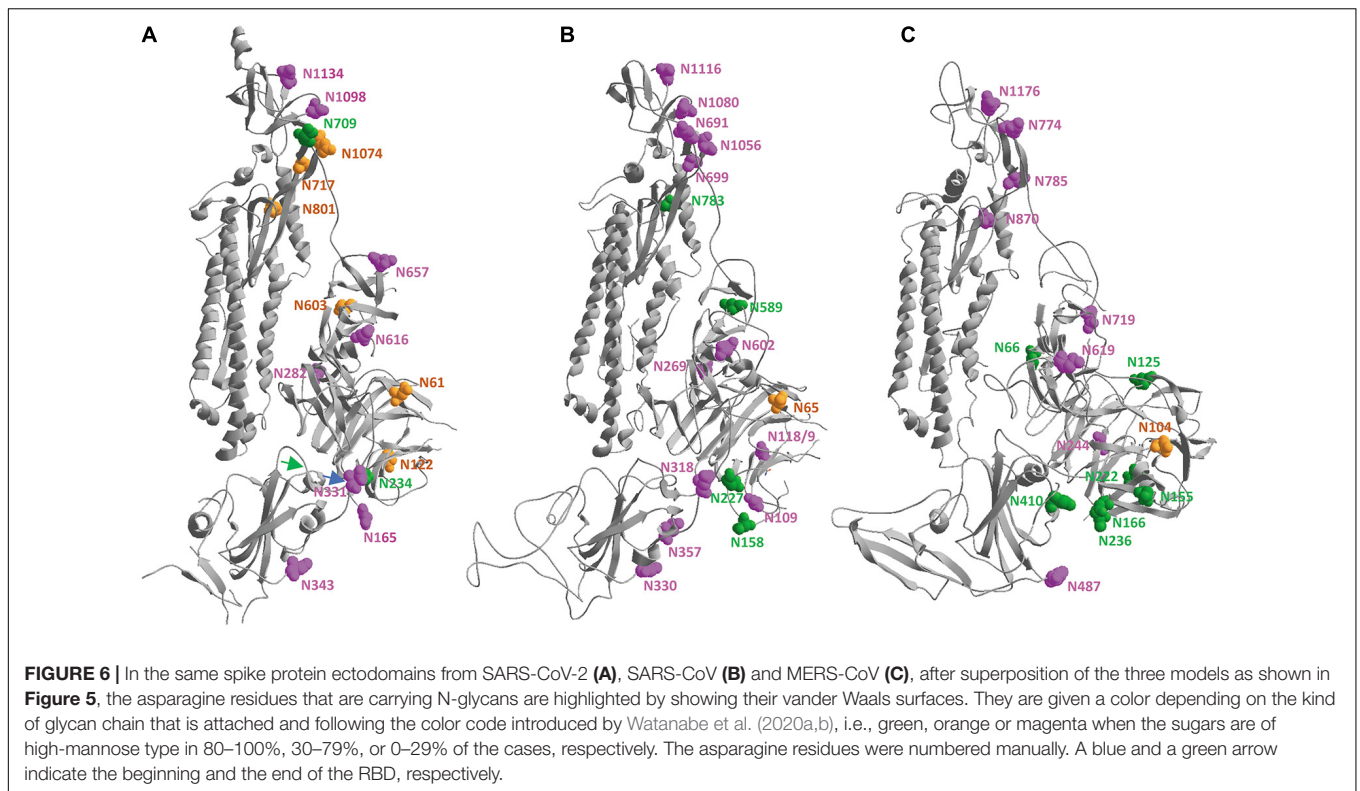 A
B
C
N1134
N1098
N709
N1074
N717
N801
N657
N603
N616
N282
N61
N122
N331
N234
N165
N343
N1116
N1080
N691
N1056
N699
N783
N589
N602
N269
N65
N118/9
N318
N227
N109
N158
N357
N330
N1176
N774
N785
N870
N719
N66
N619
N125
N104
N244
N222
N155
N410
N166
N236
N487
FIGURE 6 | In the same spike protein ectodomains from SARS-CoV-2 (A), SARS-CoV (B) and MERS-CoV (C), after superposition of the three models as shown in
Figure 5, the asparagine residues that are carrying N-glycans are highlighted by showing their vander Waals surfaces. They are given a color depending on the kind
of glycan chain that is attached and following the color code introduced by Watanabe et al. (2020a,b), i.e., green, orange or magenta when the sugars are of
high-mannose type in 80–100%, 30–79%, or 0–29% of the cases, respectively. The asparagine residues were numbered manually. A blue and a green arrow
indicate the beginning and the end of the RBD, respectively.